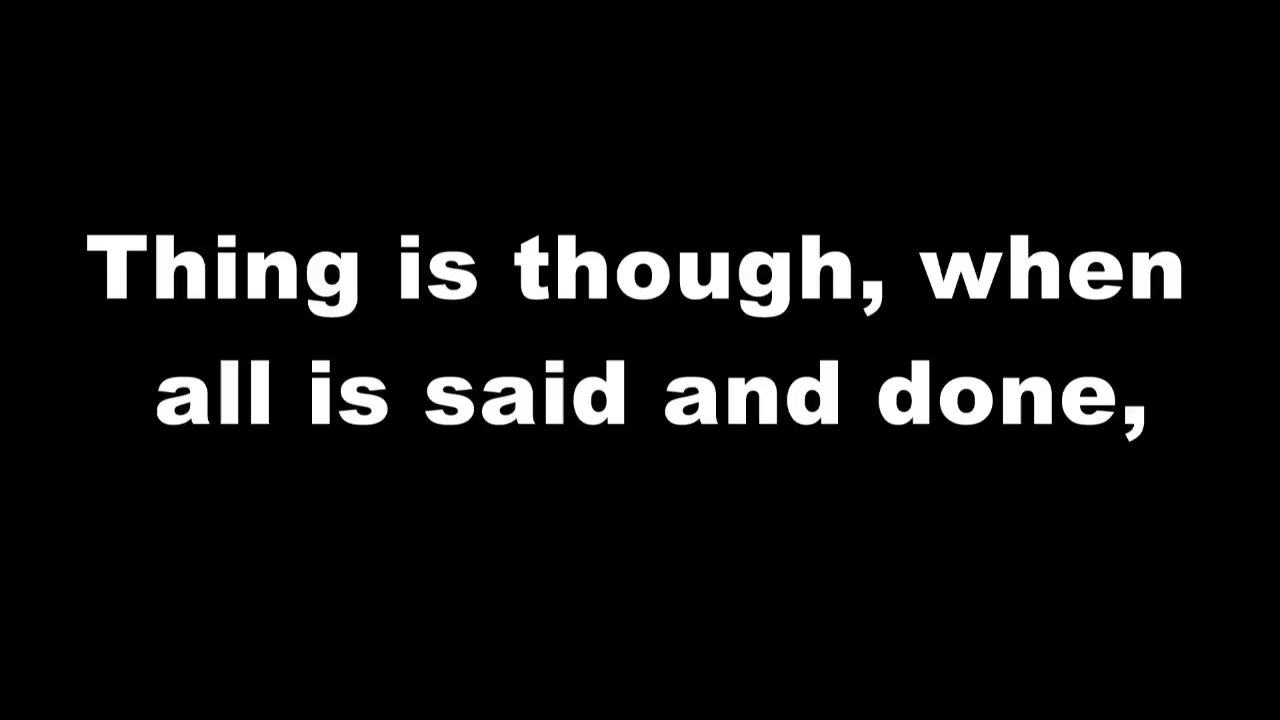 Thing is though, when
all is said and done,